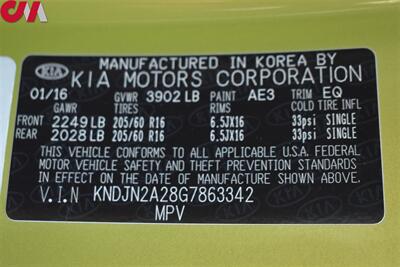 CMA
MANUFACTURED IN KOREA BY
KIA KIA MOTORS CORPORATION
01/16 GVWR 3902 LB PAINT AE3 TRIM EQ
GAWR TIRES RIMS COLD TIRE INFL
FRONT 2249 LB 205/60 R16 6.5JX16 33psi SINGLE
REAR 2028 LB 205/60 R16 6.5JX16 33psi SINGLE
THIS VEHICLE CONFORMS TO ALL APPLICABLE U.S.
FEDERAL MOTOR VEHICLE SAFETY, BUMPER, AND THEFT
PREVENTION STANDARDS IN EFFECT ON THE
DATE OF MANUFACTURE SHOWN ABOVE.
V.I.N KNDJN2A28G7863342
MPV